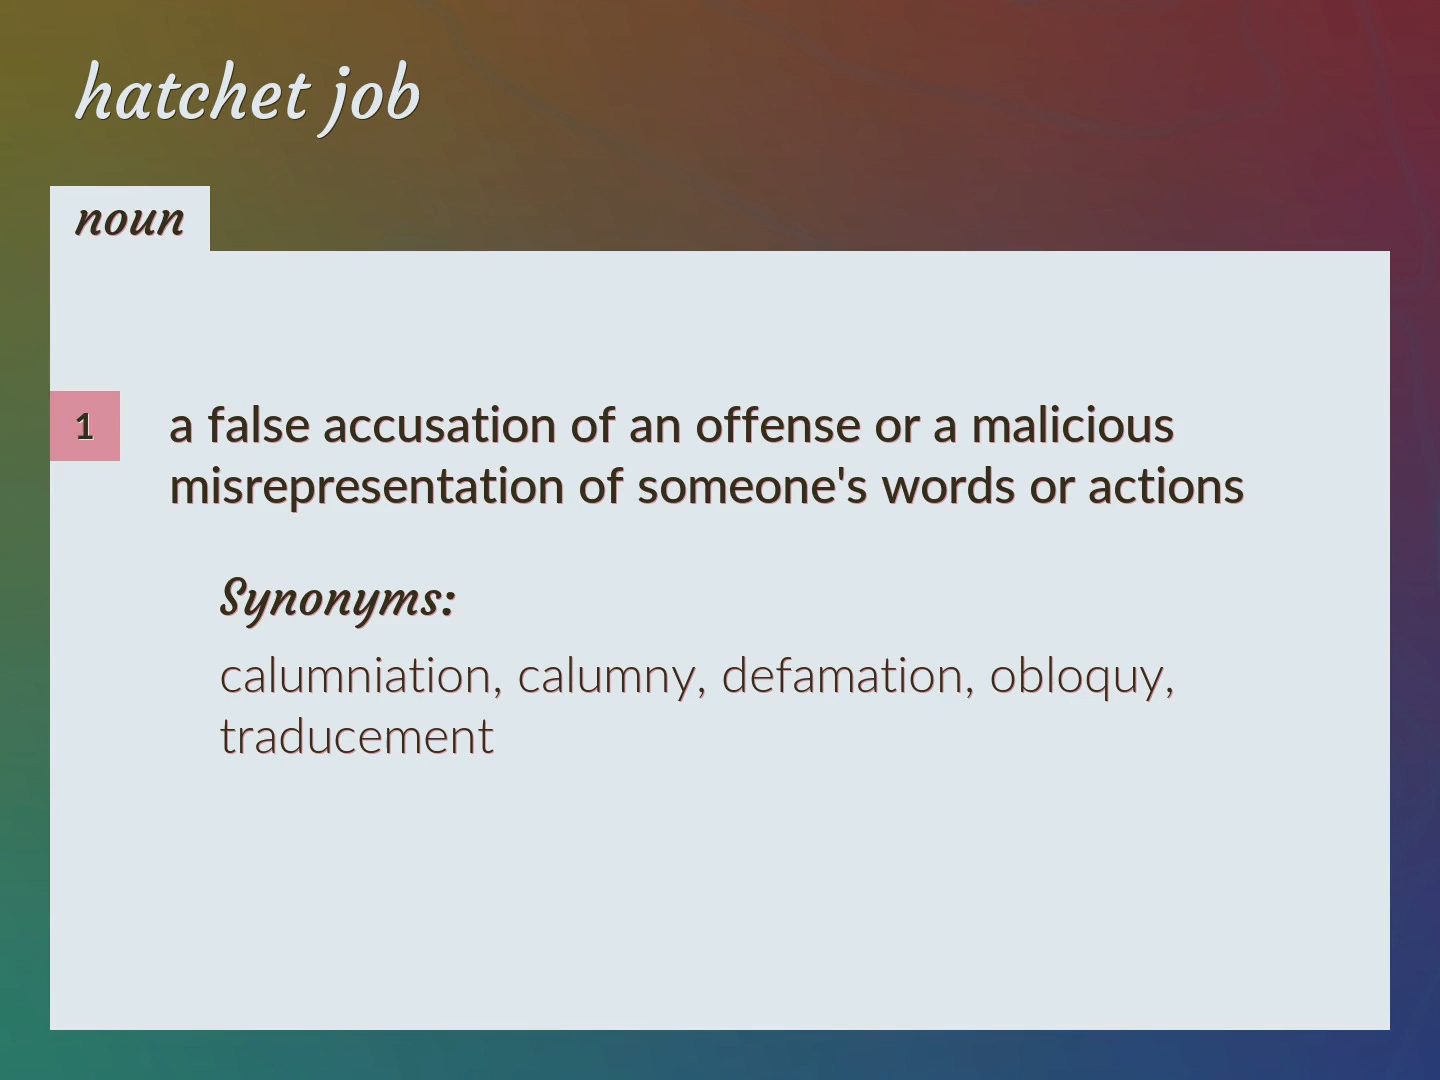 hatchet job
noun
1
a false accusation of an offense or a malicious
misrepresentation of someone's words or actions
Synonyms:
calumniation, calumny, defamation, obloquy,
traducement